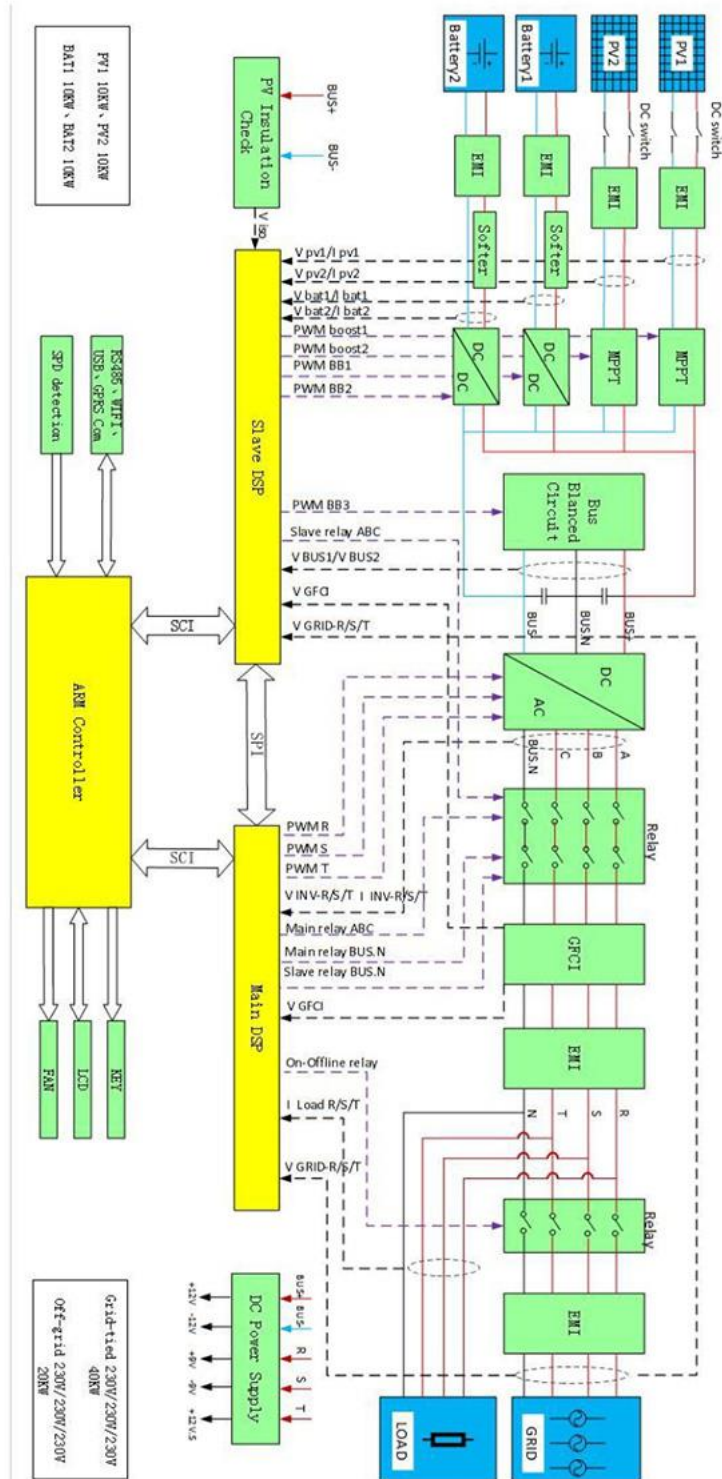 PV1
PV2
Battery1
Battery2
DC switch
DC switch
EMI
EMI
EMI
EMI
Softer
Softer
MPPT
MPPT
DC
DC
DC
DC
Bus
Blanced
Circuit
BUS+
BUS.N
BUS-
DC
AC
A
B
C
BUS.N
Relay
GFCI
EMI
R
S
T
N
Relay
EMI
GRID
LOAD
BUS+
BUS-
PV Insulation
Check
V iso
V pv1/I pv1
V pv2/I pv2
V bat1/I bat1
V bat2/I bat2
PWM boost1
PWM boost2
PWM BB1
PWM BB2
PWM BB3
Slave relay ABC
V BUS1/V BUS2
V GFCI
V GRID-R/S/T
PWM R
PWM S
PWM T
V INV-R/S/T I INV-R/S/T
Main relay ABC
Main relay BUS.N
Slave relay BUS.N
V GFCI
On-Offline relay
I Load R/S/T
V GRID-R/S/T
Slave DSP
SPI
Main DSP
BUS+
BUS-
R
S
T
DC Power Supply
+12V
-12V
+9V
-9V
+12V.S
SCI
SCI
RS485、WIFI、
USB、GPRS Com
SPD detection
ARM Controller
KEY
LCD
FAN
PV1 10KW、PV2 10KW
BAT1 10KW、BAT2 10KW
Grid-tied 230V/230V/230V
40KW
Off-grid 230V/230V/230V
20KW